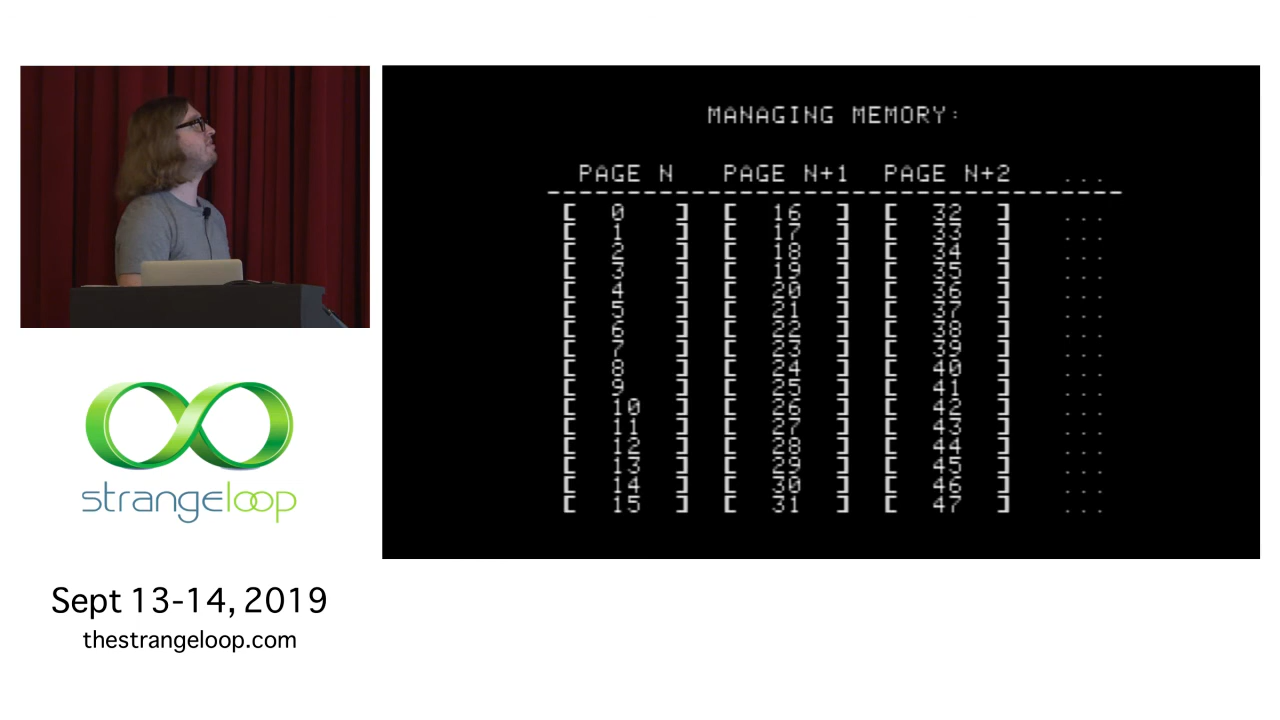 MANAGING MEMORY:
PAGE N PAGE N+1 PAGE N+2 ...
-------------------------------------
[ 0 ] [ 16 ] [ 32 ] ...
[ 1 ] [ 17 ] [ 33 ] ...
[ 2 ] [ 18 ] [ 34 ] ...
[ 3 ] [ 19 ] [ 35 ] ...
[ 4 ] [ 20 ] [ 36 ] ...
[ 5 ] [ 21 ] [ 37 ] ...
[ 6 ] [ 22 ] [ 38 ] ...
[ 7 ] [ 23 ] [ 39 ] ...
[ 8 ] [ 24 ] [ 40 ] ...
[ 9 ] [ 25 ] [ 41 ] ...
[ 10 ] [ 26 ] [ 42 ] ...
[ 11 ] [ 27 ] [ 43 ] ...
[ 12 ] [ 28 ] [ 44 ] ...
[ 13 ] [ 29 ] [ 45 ] ...
[ 14 ] [ 30 ] [ 46 ] ...
[ 15 ] [ 31 ] [ 47 ] ...
strangeloop
Sept 13-14, 2019
thestrangeloop.com